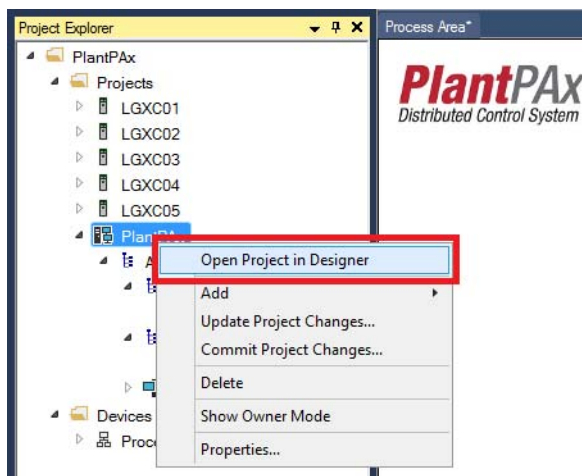 Project Explorer
Process Area*
PlantPAx
Projects
LGXC01
LGXC02
LGXC03
LGXC04
LGXC05
Open Project in Designer
Add
Update Project Changes...
Commit Project Changes...
Delete
Show Owner Mode
Properties...
Devices
PlantPAx
Distributed Control System